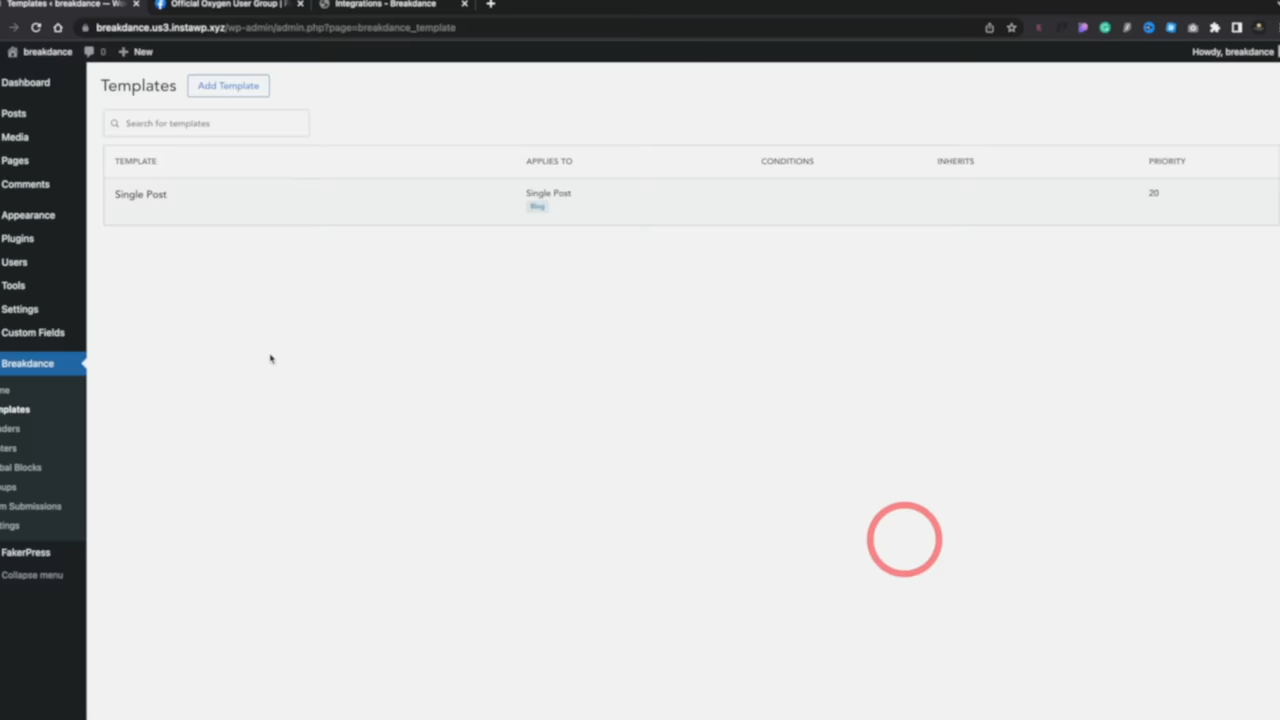 Templates ‹ breakdance — W
Official Oxygen User Group |
Integrations - Breakdance
breakdance.us3.instawp.xyz/wp-admin/admin.php?page=breakdance_template
breakdance
0
New
Howdy, breakdance
Dashboard
Posts
Media
Pages
Comments
Appearance
Plugins
Users
Tools
Settings
Custom Fields
Breakdance
me
mplates
ders
ters
bal Blocks
ups
m Submissions
tings
FakerPress
Collapse menu
Templates
Add Template
Search for templates
TEMPLATE APPLIES TO CONDITIONS INHERITS PRIORITY
Single Post Single Post 20
Blog